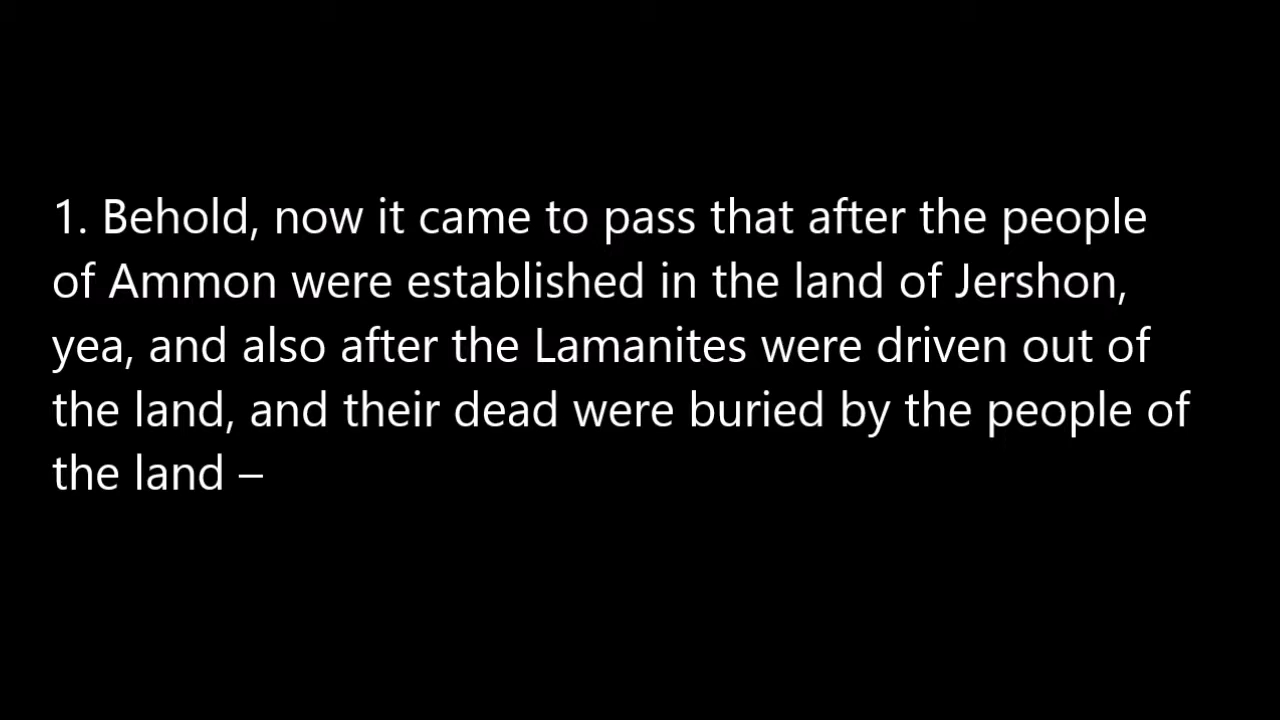 1. Behold, now it came to pass that after the people
of Ammon were established in the land of Jershon,
yea, and also after the Lamanites were driven out of
the land, and their dead were buried by the people of
the land –